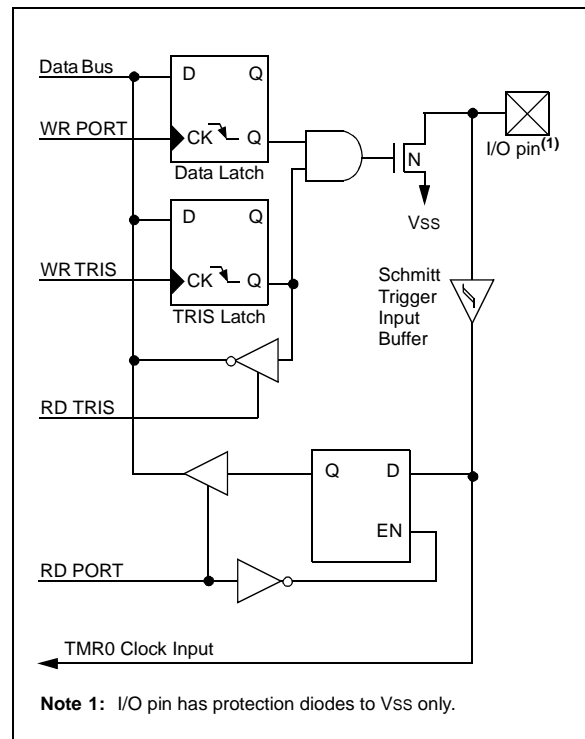 Data Bus
D Q
WR PORT
CK Q
N
I/O pin(1)
Data Latch
VSS
D Q
WR TRIS
CK Q
Schmitt
Trigger
Input
Buffer
TRIS Latch
RD TRIS
Q D
EN
RD PORT
TMR0 Clock Input
Note 1: I/O pin has protection diodes to VSS only.